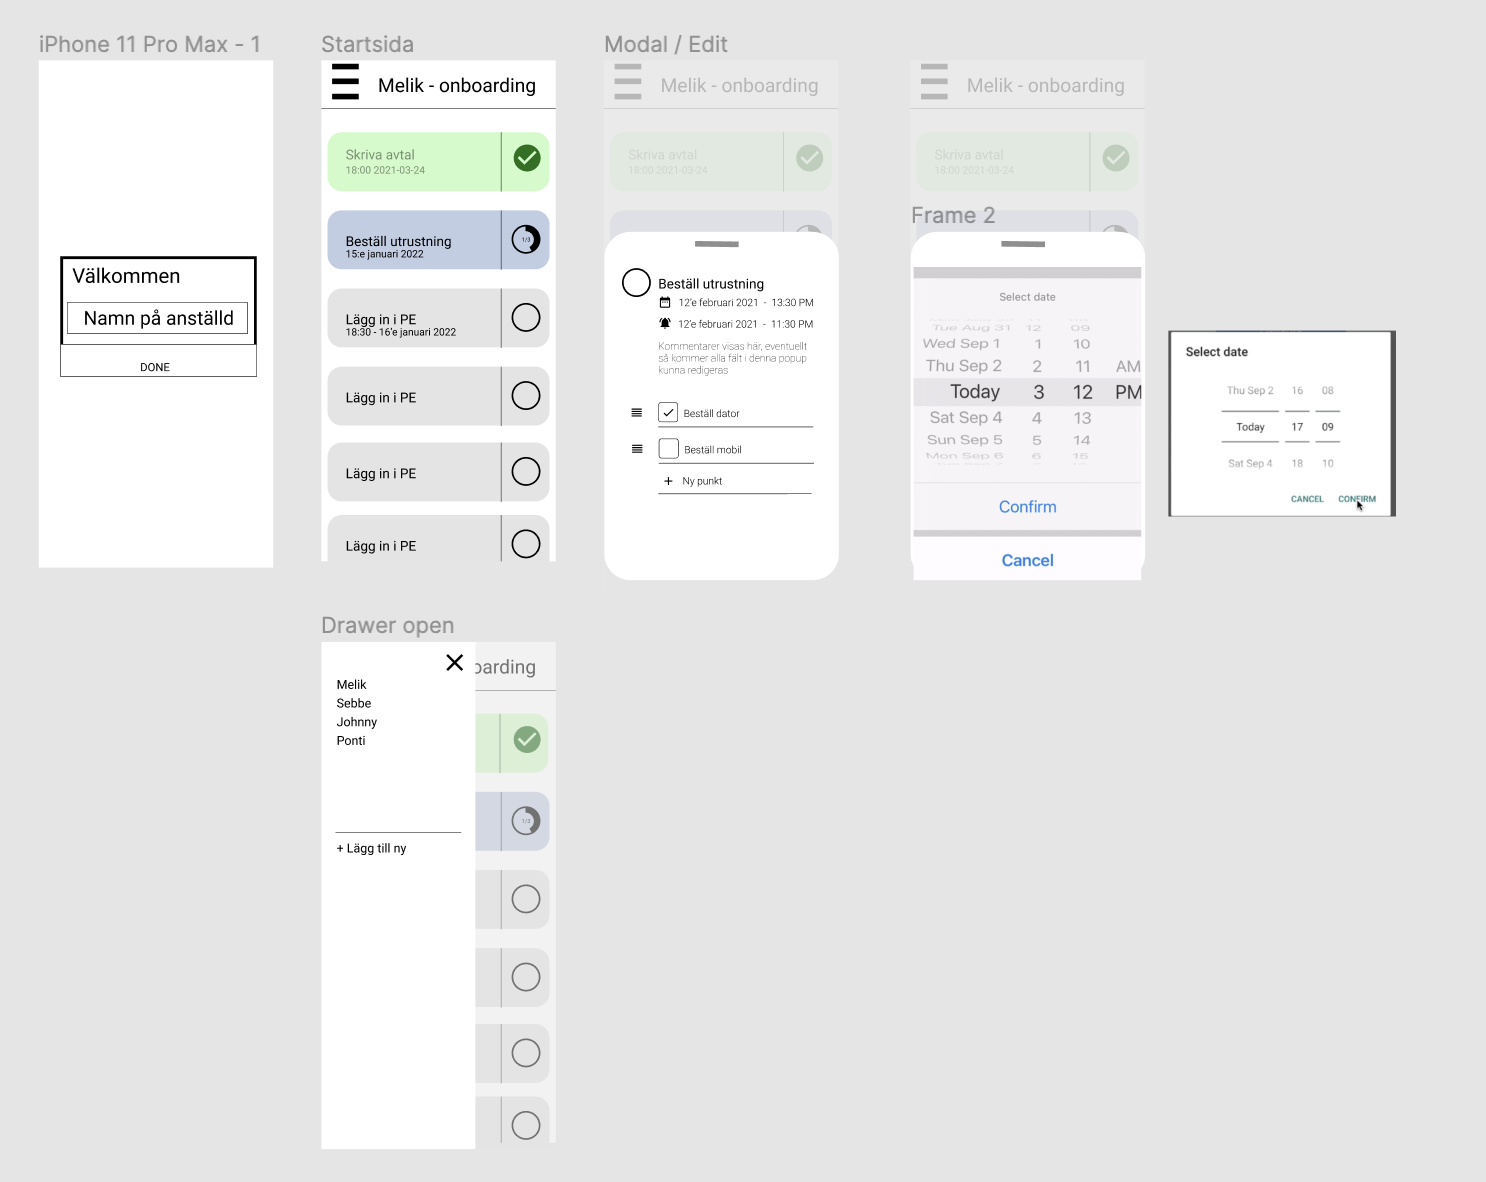 iPhone 11 Pro Max - 1
Välkommen
Namn på anställd
DONE
Startsida
Melik - onboarding
Skriva avtal
18:00 2021-03-24
Beställ utrustning
15:e januari 2022
1/3
Lägg in i PE
18:30 - 16'e januari 2022
Lägg in i PE
Lägg in i PE
Lägg in i PE
Modal / Edit
Melik - onboarding
Skriva avtal
18:00 2021-03-24
Beställ utrustning
12'e februari 2021 - 13:30 PM
12'e februari 2021 - 11:30 PM
Kommentarer visas här, eventuellt
så kommer alla fält i denna popup
kunna redigeras
Beställ dator
Beställ mobil
+ Ny punkt
Melik - onboarding
Skriva avtal
18:00 2021-03-24
Frame 2
Select date
Tue Aug 31 12 09
Wed Sep 1 1 10
Thu Sep 2 2 11 AM
Today 3 12 PM
Sat Sep 4 4 13
Sun Sep 5 5 14
Mon Sep 6 6 15
Confirm
Cancel
Select date
Thu Sep 2 16 08
Today 17 09
Sat Sep 4 18 10
CANCEL CONFIRM
Drawer open
oarding
Melik
Sebbe
Johnny
Ponti
1/3
+ Lägg till ny